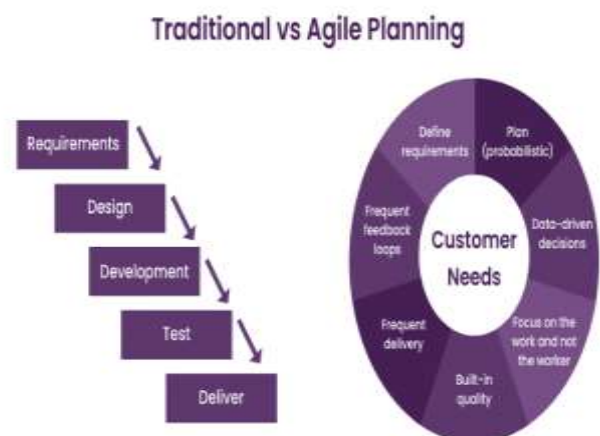 Traditional vs Agile Planning
Requirements
Design
Development
Test
Deliver
Customer
Needs
Define
requirements
Plan
(probabilistic)
Data-driven
decisions
Focus on the
work and not
the worker
Built-in
quality
Frequent
delivery
Frequent
feedback
loops